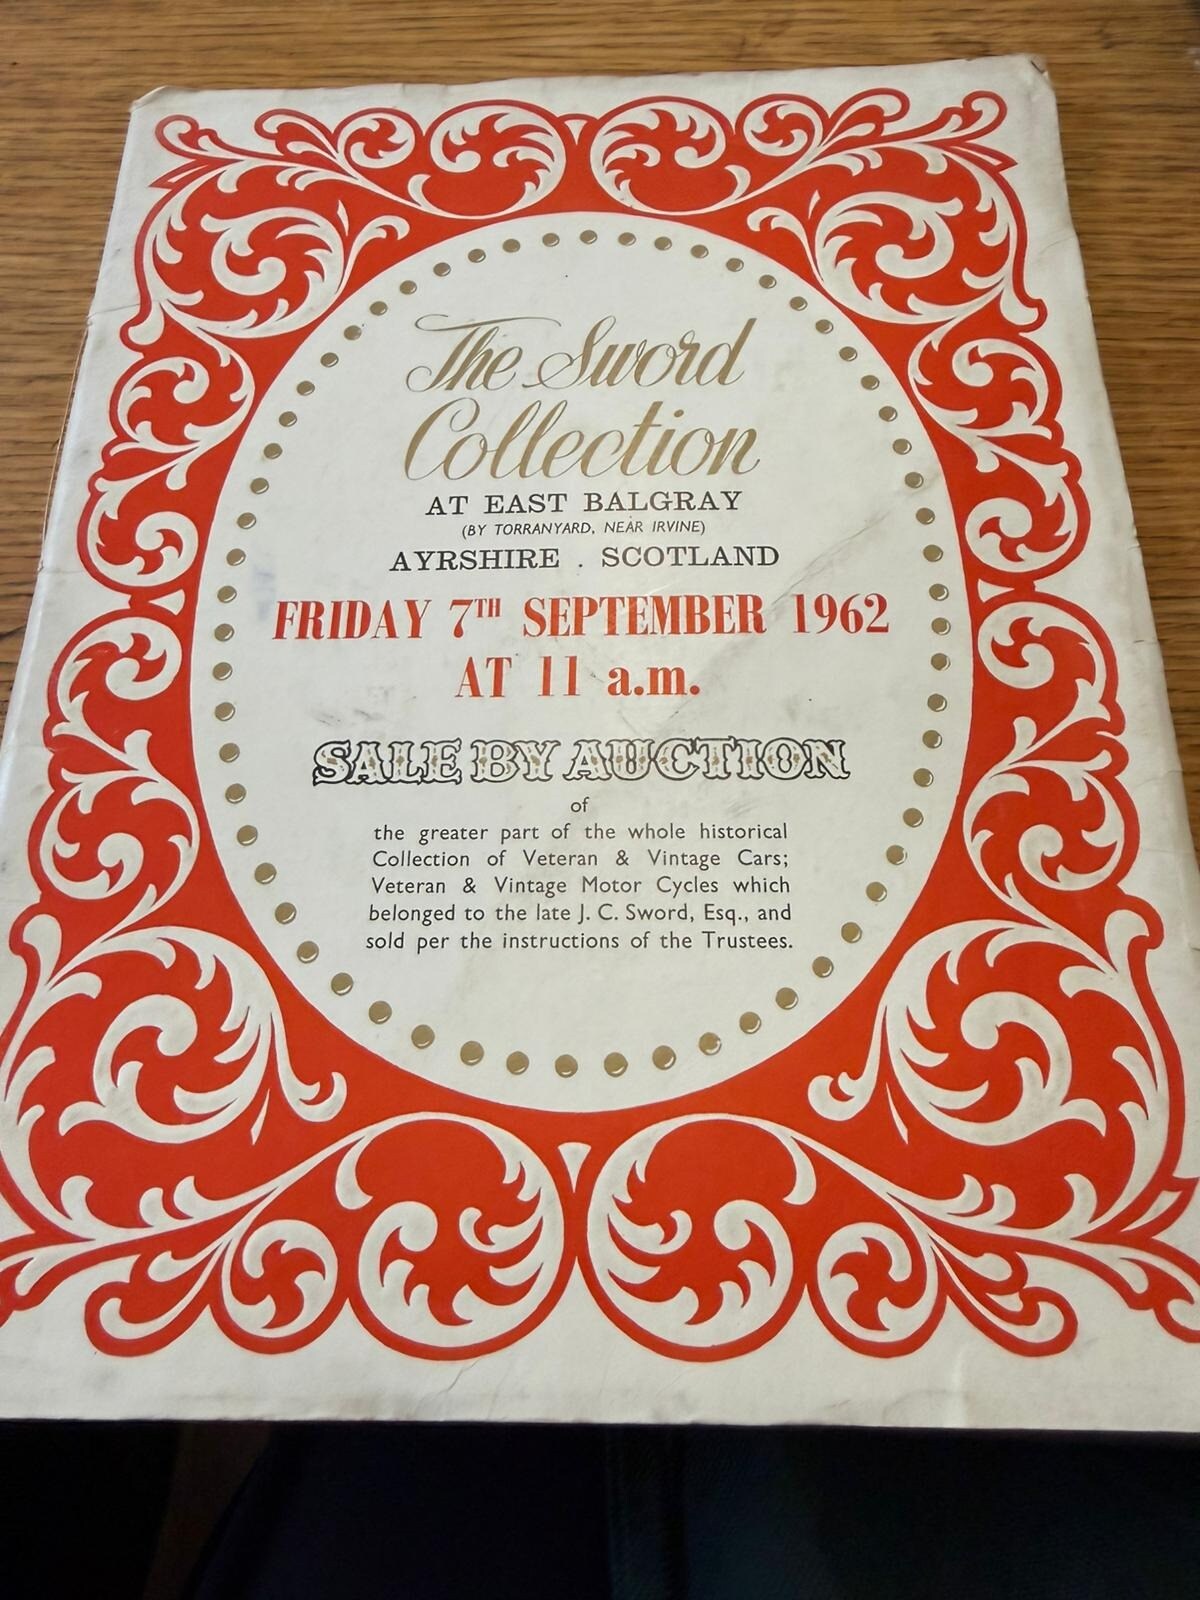 The Sword
Collection
AT EAST BALGRAY
(BY TORRANYARD, NEAR IRVINE)
AYRSHIRE . SCOTLAND
FRIDAY 7TH SEPTEMBER 1962
AT 11 a.m.
SALE BY AUCTION
of
the greater part of the whole historical
Collection of Veteran & Vintage Cars;
Veteran & Vintage Motor Cycles which
belonged to the late J. C. Sword, Esq., and
sold per the instructions of the Trustees.